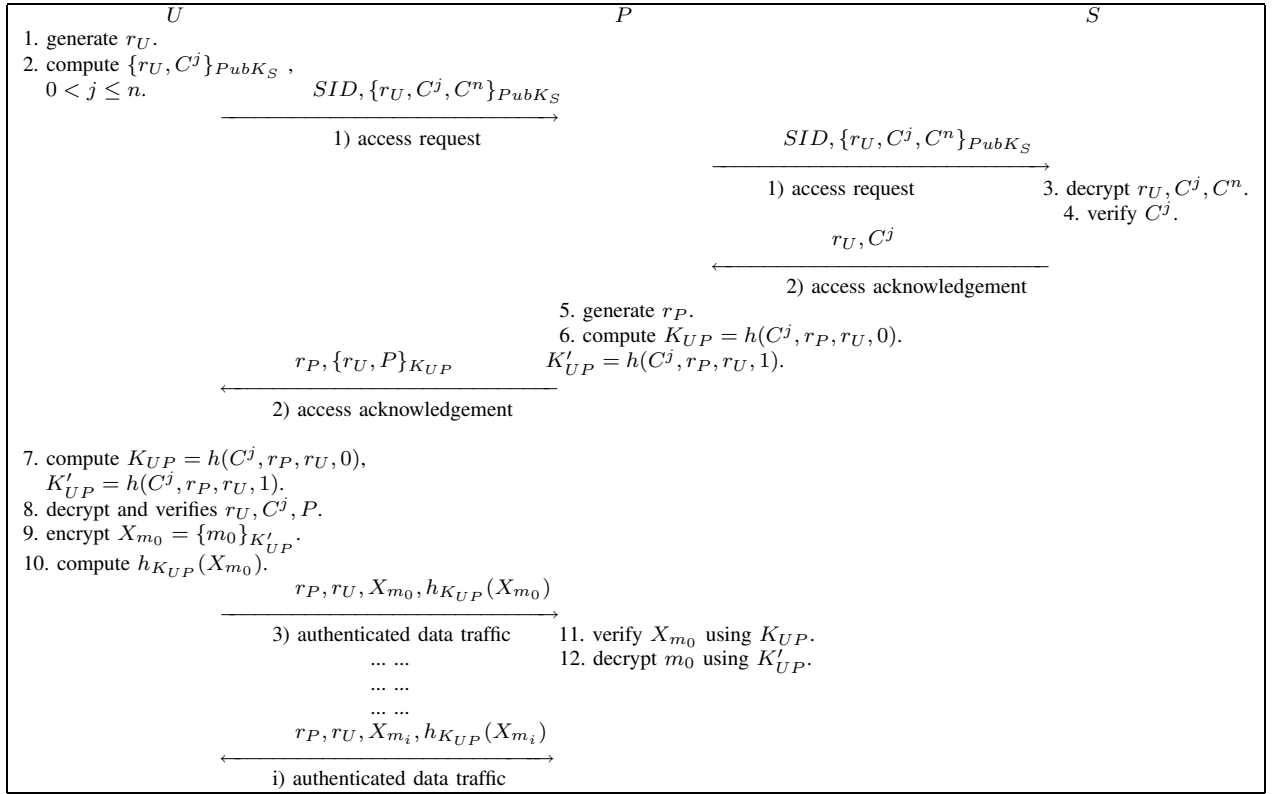 U P S
1. generate r_U.
2. compute {r_U, C^j}_{PubK_S} ,
0 < j ≤ n.
SID, {r_U, C^j, C^n}_{PubK_S}
1) access request
SID, {r_U, C^j, C^n}_{PubK_S}
1) access request
3. decrypt r_U, C^j, C^n.
4. verify C^j.
r_U, C^j
2) access acknowledgement
5. generate r_P.
6. compute K_{UP} = h(C^j, r_P, r_U, 0).
K'_{UP} = h(C^j, r_P, r_U, 1).
r_P, {r_U, P}_{K_{UP}}
2) access acknowledgement
7. compute K_{UP} = h(C^j, r_P, r_U, 0),
K'_{UP} = h(C^j, r_P, r_U, 1).
8. decrypt and verifies r_U, C^j, P.
9. encrypt X_{m_0} = {m_0}_{K'_{UP}}.
10. compute h_{K_{UP}}(X_{m_0}).
r_P, r_U, X_{m_0}, h_{K_{UP}}(X_{m_0})
3) authenticated data traffic
11. verify X_{m_0} using K_{UP}.
12. decrypt m_0 using K'_{UP}.
... ...
... ...
... ...
r_P, r_U, X_{m_i}, h_{K_{UP}}(X_{m_i})
i) authenticated data traffic